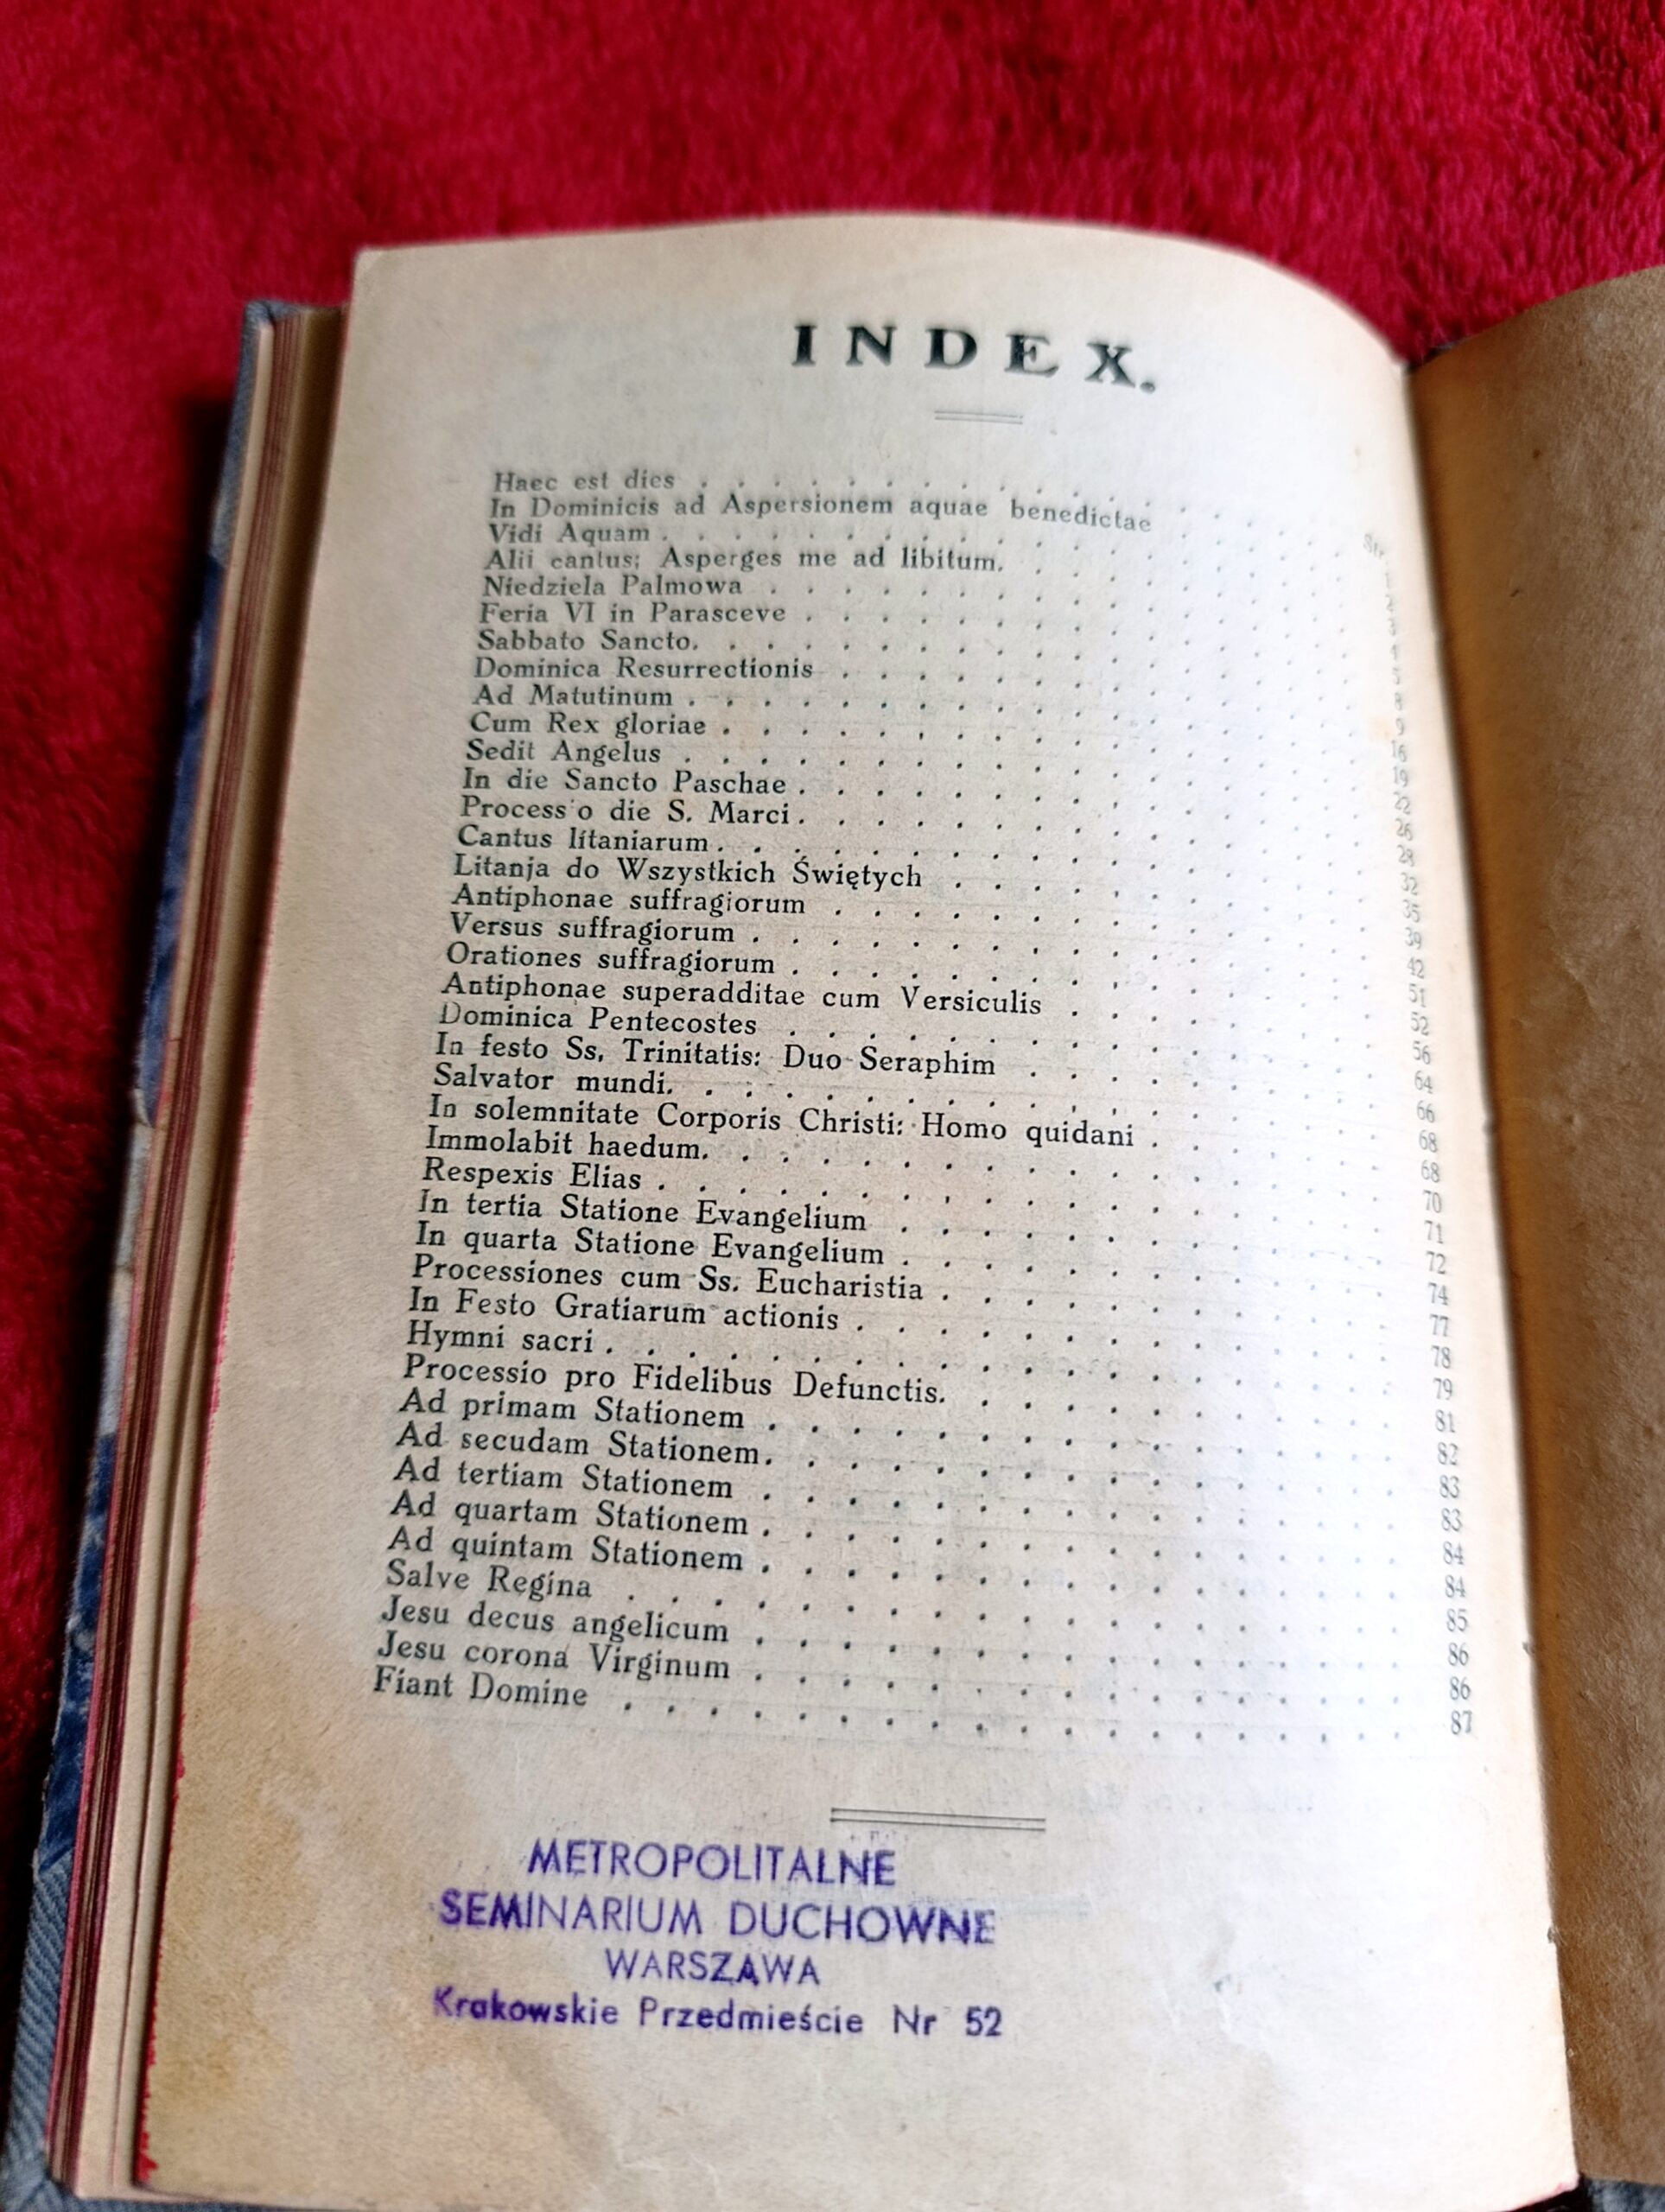 INDEX.
Str.
Haec est dies . . . 1
In Dominicis ad Aspersionem aquae benedictae . . . 2
Vidi Aquam . . . 3
Alii cantus; Asperges me ad libitum. . . . 4
Niedziela Palmowa . . . 5
Feria VI in Parasceve . . . 8
Sabbato Sancto. . . . 9
Dominica Resurrectionis . . . 16
Ad Matutinum . . . 19
Cum Rex gloriae . . . 22
Sedit Angelus . . . 26
In die Sancto Paschae . . . 28
Process o die S. Marci . . . 32
Cantus litaniarum . . . 35
Litanja do Wszystkich Świętych . . . 39
Antiphonae suffragiorum . . . 42
Versus suffragiorum . . . 51
Orationes suffragiorum . . . 52
Antiphonae superadditae cum Versiculis . . . 56
Dominica Pentecostes . . . 64
In festo Ss. Trinitatis: Duo Seraphim . . . 66
Salvator mundi. . . . 68
In solemnitate Corporis Christi: Homo quidani . . . 68
Immolabit haedum. . . . 70
Respexis Elias . . . 71
In tertia Statione Evangelium . . . 72
In quarta Statione Evangelium . . . 74
Processiones cum Ss. Eucharistia . . . 77
In Festo Gratiarum actionis . . . 78
Hymni sacri . . . 79
Processio pro Fidelibus Defunctis. . . . 81
Ad primam Stationem . . . 82
Ad secudam Stationem . . . 83
Ad tertiam Stationem . . . 83
Ad quartam Stationem . . . 84
Ad quintam Stationem . . . 84
Salve Regina . . . 85
Jesu decus angelicum . . . 86
Jesu corona Virginum . . . 86
Fiant Domine . . . 87
METROPOLITALNE
SEMINARIUM DUCHOWNE
WARSZAWA
Krakowskie Przedmieście Nr 52